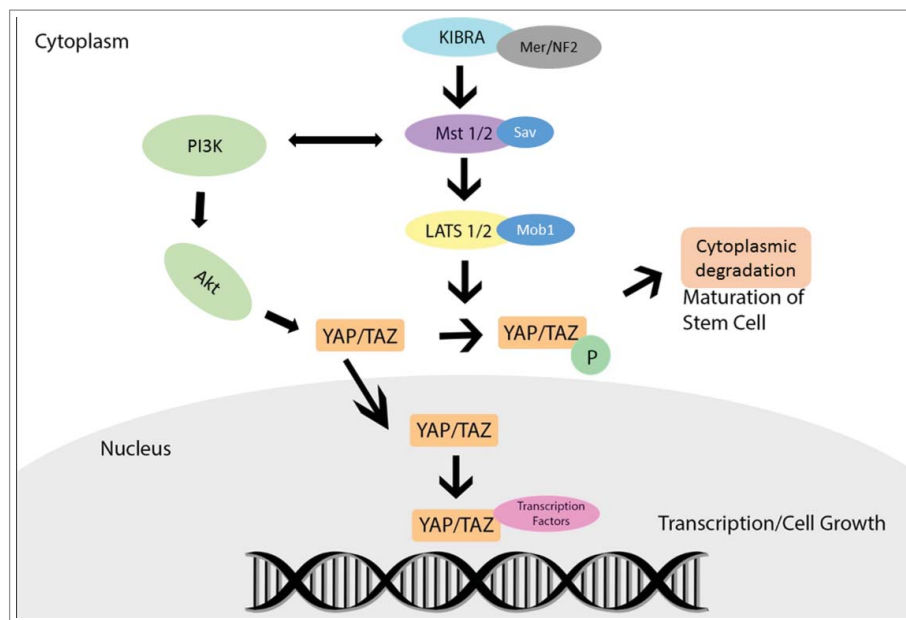 Cytoplasm
KIBRA
Mer/NF2
Mst 1/2
Sav
PI3K
LATS 1/2
Mob1
Cytoplasmic
degradation
Maturation of
Stem Cell
Akt
YAP/TAZ
YAP/TAZ
P
YAP/TAZ
Nucleus
Transcription
Factors
YAP/TAZ
Transcription/Cell Growth